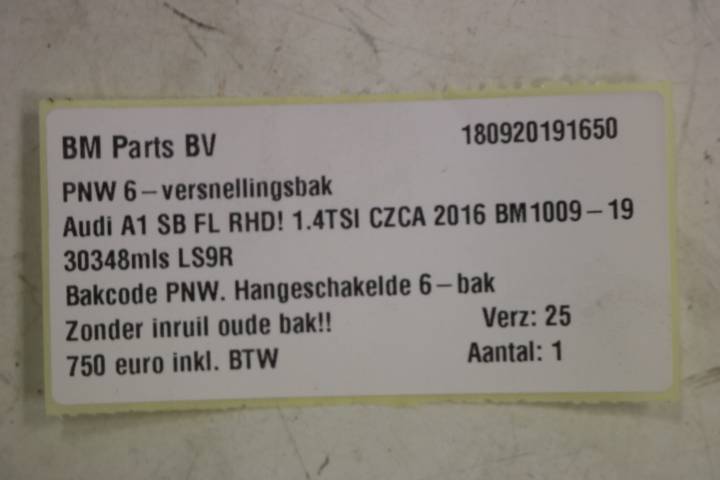 BM Parts BV 180920191650
PNW 6-versnellingsbak
Audi A1 SB FL RHD! 1.4TSI CZCA 2016 BM1009-19
30348mls LS9R
Bakcode PNW. Hangeschakelde 6-bak
Zonder inruil oude bak!! Verz: 25
750 euro inkl. BTW Aantal: 1